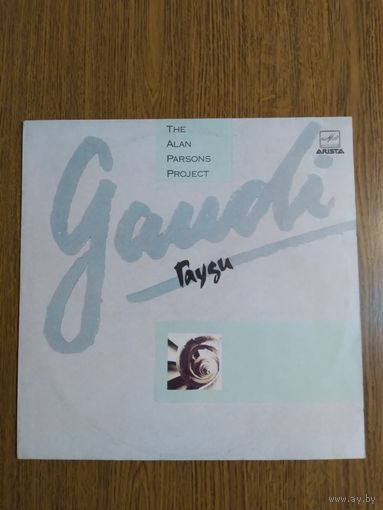 THE
ALAN
PARSONS
PROJECT
ARISTA
gaudi
Гауди
www.ay.by